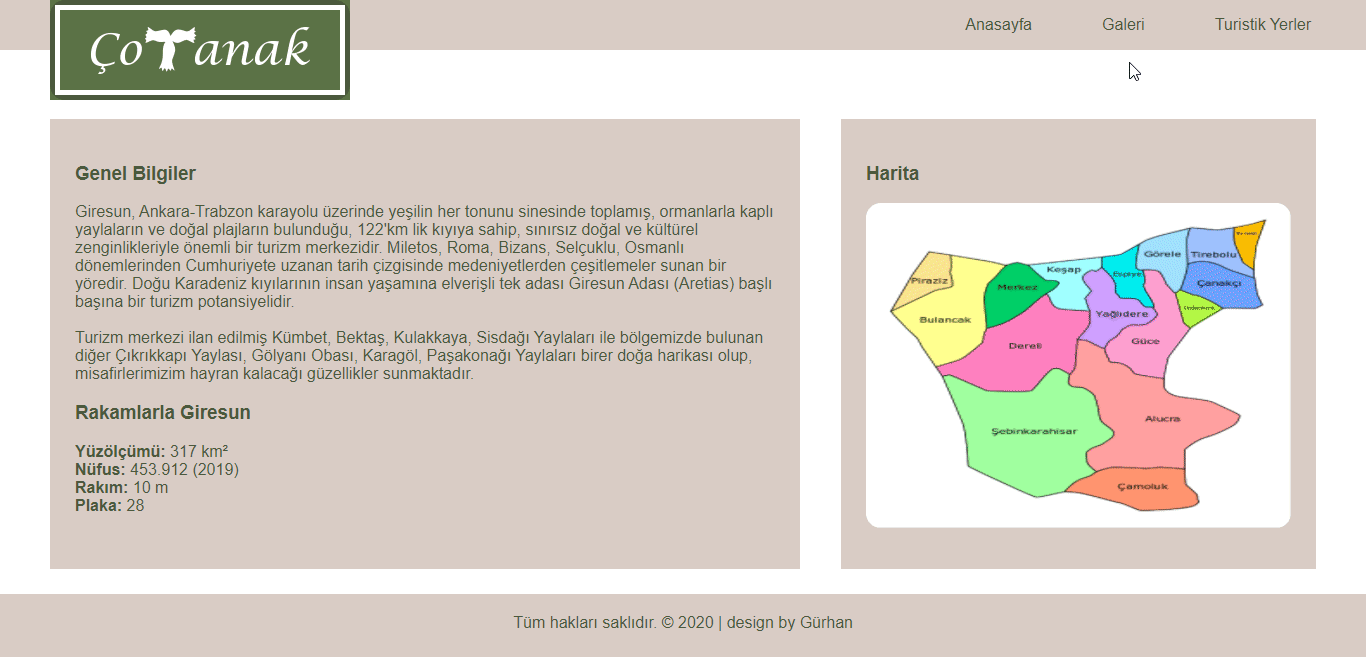 Çotanak
Anasayfa
Galeri
Turistik Yerler
Genel Bilgiler
Giresun, Ankara-Trabzon karayolu üzerinde yeşilin her tonunu sinesinde toplamış, ormanlarla kaplı
yaylaların ve doğal plajların bulunduğu, 122'km lik kıyıya sahip, sınırsız doğal ve kültürel
zenginlikleriyle önemli bir turizm merkezidir. Miletos, Roma, Bizans, Selçuklu, Osmanlı
dönemlerinden Cumhuriyete uzanan tarih çizgisinde medeniyetlerden çeşitlemeler sunan bir
yöredir. Doğu Karadeniz kıyılarının insan yaşamına elverişli tek adası Giresun Adası (Aretias) başlı
başına bir turizm potansiyelidir.
Turizm merkezi ilan edilmiş Kümbet, Bektaş, Kulakkaya, Sisdağı Yaylaları ile bölgemizde bulunan
diğer Çıkrıkkapı Yaylası, Gölyanı Obası, Karagöl, Paşakonağı Yaylaları birer doğa harikası olup,
misafirlerimizim hayran kalacağı güzellikler sunmaktadır.
Rakamlarla Giresun
Yüzölçümü: 317 km²
Nüfus: 453.912 (2019)
Rakım: 10 m
Plaka: 28
Harita
Piraziz
Bulancak
Merkez
Keşap
Espiye
Görele
Tirebolu
Çanakçı
Yağlıdere
Güce
Dereli
Alucra
Şebinkarahisar
Çamoluk
Tüm hakları saklıdır. © 2020 | design by Gürhan